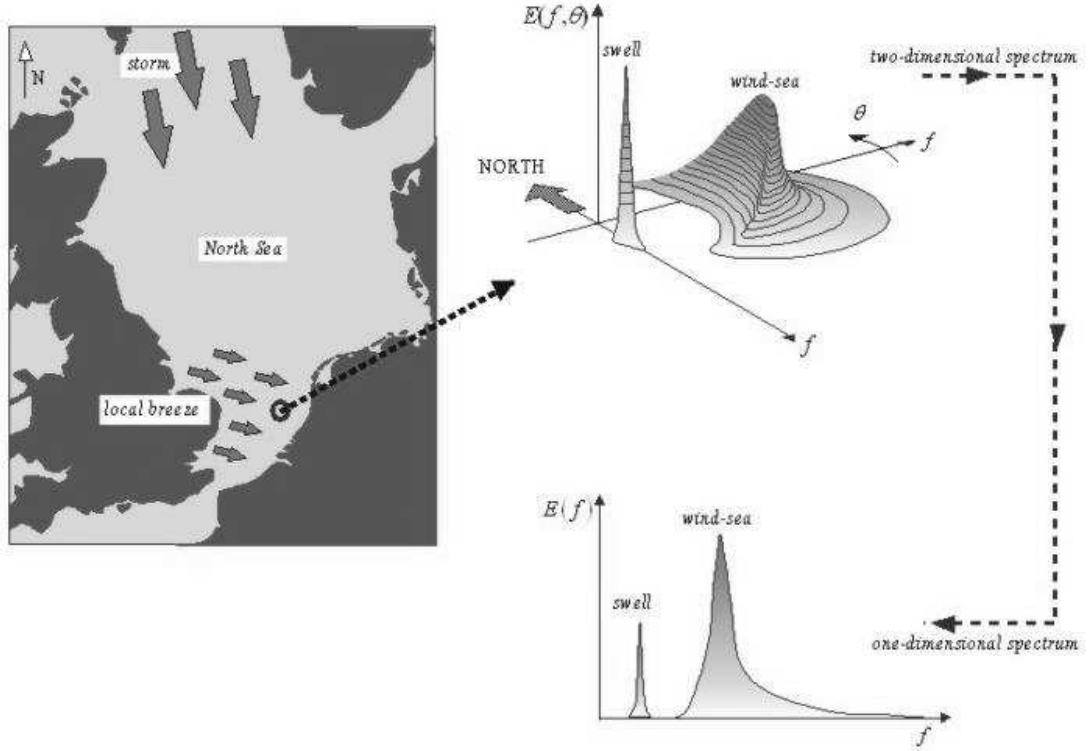 storm
N
North Sea
local breeze
E(f,θ)
swell
wind-sea
two-dimensional spectrum
θ
f
NORTH
f
E(f)
wind-sea
swell
one-dimensional spectrum
f